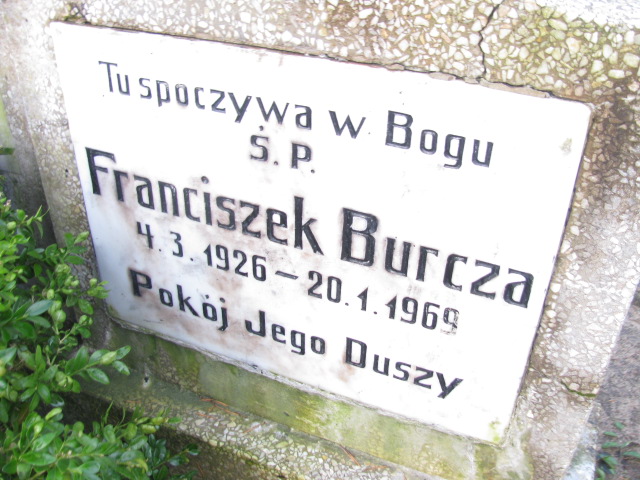 Tu spoczywa w Bogu
Ś. P.
Franciszek Burcza
4. 3. 1926 – 20. 1. 1969
Pokój Jego Duszy